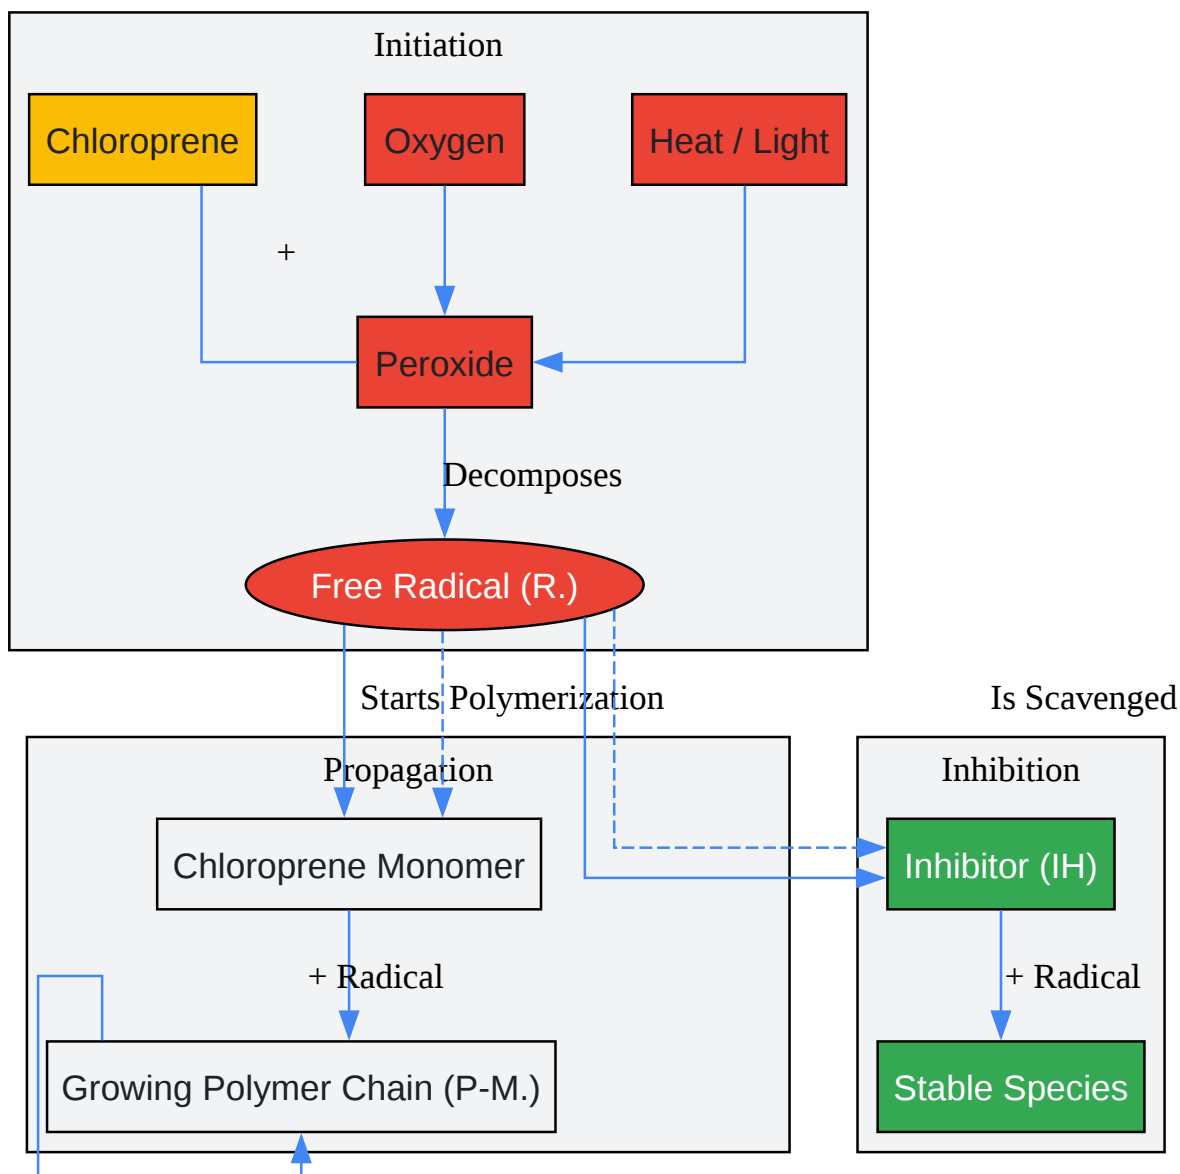 Initiation
Chloroprene
Oxygen
Heat / Light
+
Peroxide
Decomposes
Free Radical (R.)
Starts Polymerization
Is Scavenged
Propagation
Inhibition
Chloroprene Monomer
Inhibitor (IH)
+ Radical
+ Radical
Growing Polymer Chain (P-M.)
Stable Species